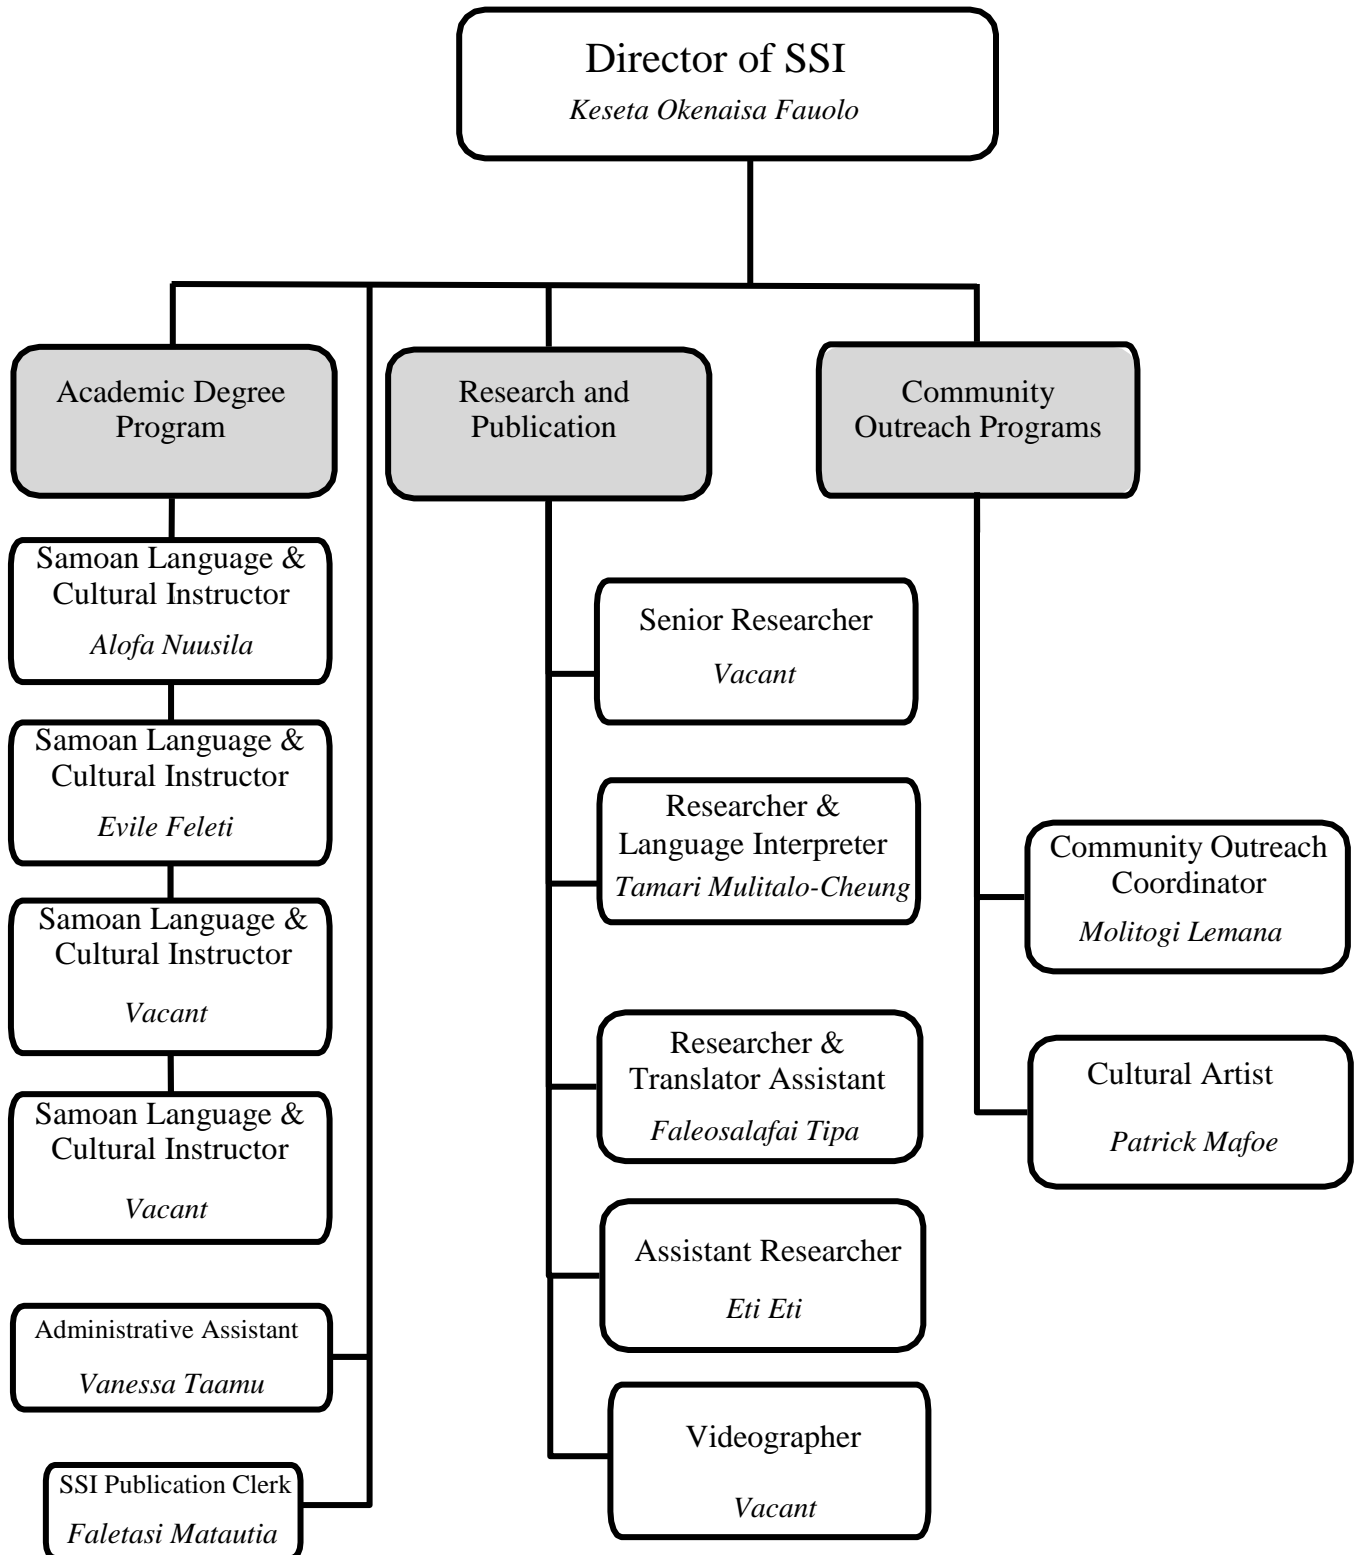 Director of SSI
Keseta Okenaisa Fauolo
Academic Degree
Program
Samoan Language &
Cultural Instructor
Alofa Nuusila
Samoan Language &
Cultural Instructor
Evile Feleti
Samoan Language &
Cultural Instructor
Vacant
Samoan Language &
Cultural Instructor
Vacant
Administrative Assistant
Vanessa Taamu
SSI Publication Clerk
Faletasi Matautia
Research and
Publication
Senior Researcher
Vacant
Researcher &
Language Interpreter
Tamari Mulitalo-Cheung
Researcher &
Translator Assistant
Faleosalafai Tipa
Assistant Researcher
Eti Eti
Videographer
Vacant
Community
Outreach Programs
Community Outreach
Coordinator
Molitogi Lemana
Cultural Artist
Patrick Mafoe